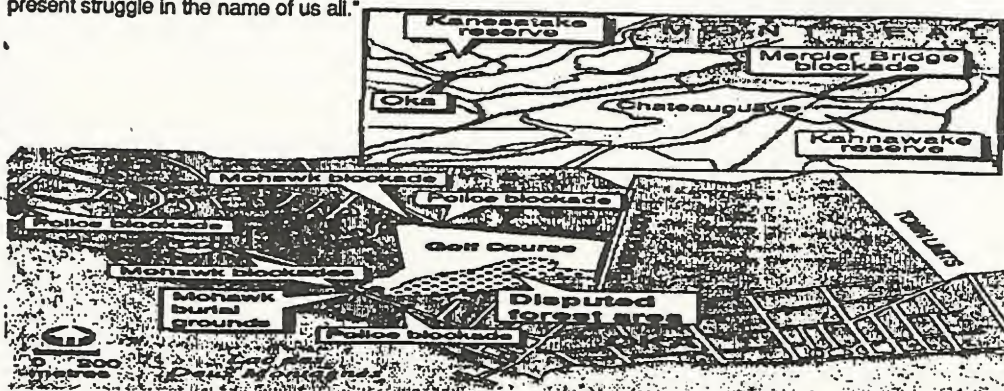 present struggle in the name of us all."
Kanesatake
reserve
MONTREAL
Mercier Bridge
blockade
Oka
Chateauguay
Kahnawake
reserve
Mohawk blockade
Police blockade
Police blockade
Golf Course
TOWN LIMITS
Mohawk blockades
Mohawk
burial
grounds
Disputed
forest area
Police blockade
OKA
0 200
metres